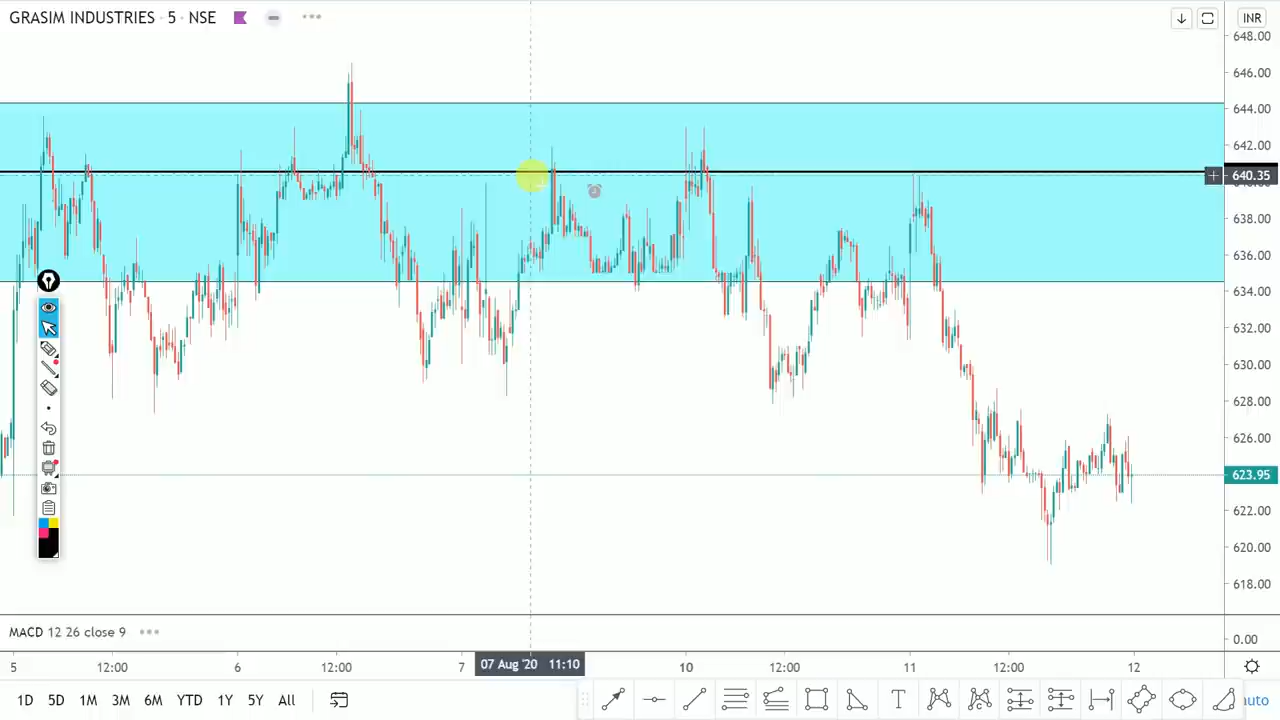 GRASIM INDUSTRIES · 5 · NSE
INR
648.00
646.00
644.00
642.00
640.35
638.00
636.00
634.00
632.00
630.00
628.00
626.00
623.95
622.00
620.00
618.00
MACD 12 26 close 9
0.00
5 12:00 6 12:00 7 07 Aug '20 11:10 10 12:00 11 12:00 12
1D 5D 1M 3M 6M YTD 1Y 5Y All
auto